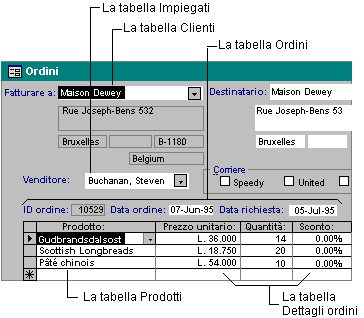 La tabella Impiegati
La tabella Clienti
La tabella Ordini
Ordini
Fatturare a: Maison Dewey Destinatario: Maison Dewey
Rue Joseph-Bens 532 Rue Joseph-Bens 53
Bruxelles B-1180 Bruxelles
Belgium
Corriere
Venditore: Buchanan, Steven Speedy United
ID ordine: 10529 Data ordine: 07-Jun-95 Data richiesta: 05-Jul-95
Prodotto: Prezzo unitario: Quantità: Sconto:
Gudbrandsdalsost L. 36.000 14 0.00%
Scottish Longbreads L. 18.750 20 0.00%
Pâté chinois L. 54.000 10 0.00%
La tabella Prodotti
La tabella
Dettagli ordini